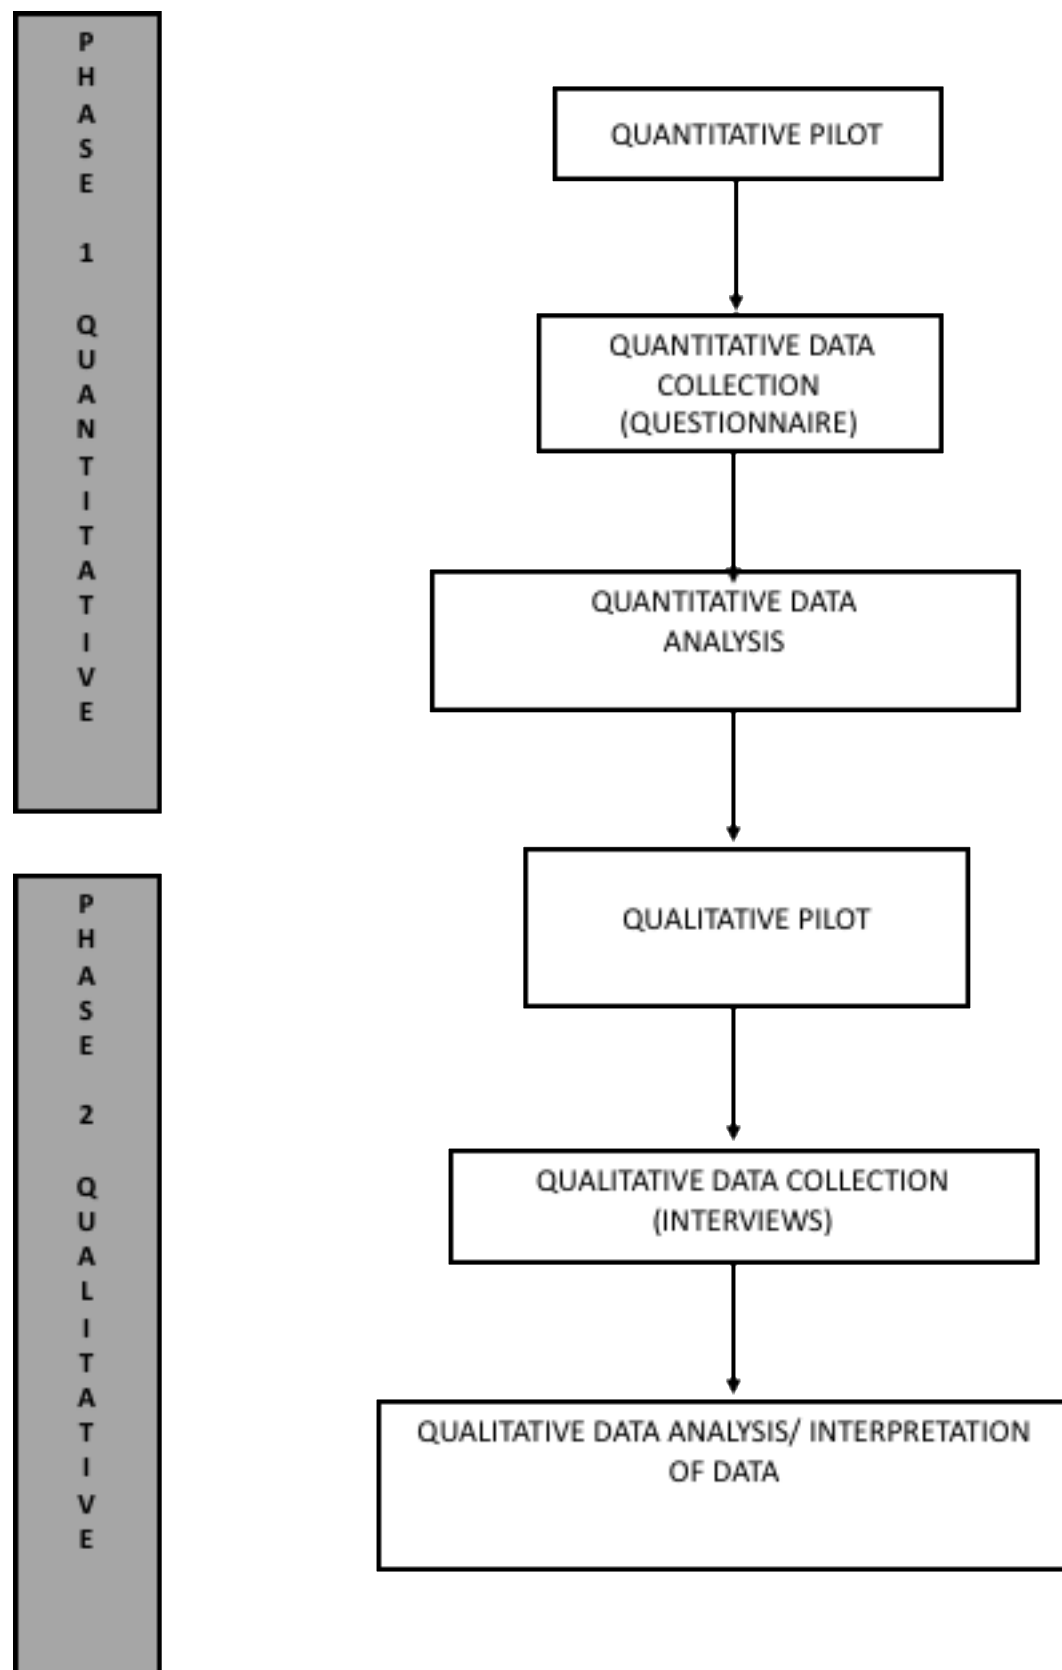 PHASE 1 QUANTITATIVE
QUANTITATIVE PILOT
QUANTITATIVE DATA
COLLECTION
(QUESTIONNAIRE)
QUANTITATIVE DATA
ANALYSIS
PHASE 2 QUALITATIVE
QUALITATIVE PILOT
QUALITATIVE DATA COLLECTION
(INTERVIEWS)
QUALITATIVE DATA ANALYSIS/ INTERPRETATION
OF DATA